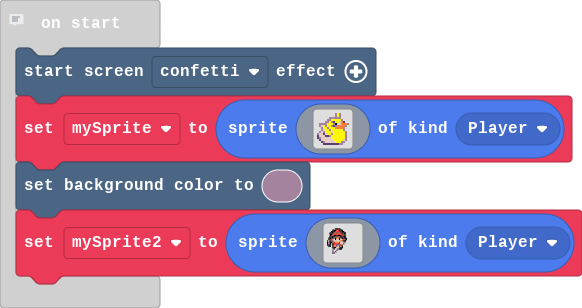 on start
start screen confetti effect
set mySprite to sprite of kind Player
set background color to
set mySprite2 to sprite of kind Player